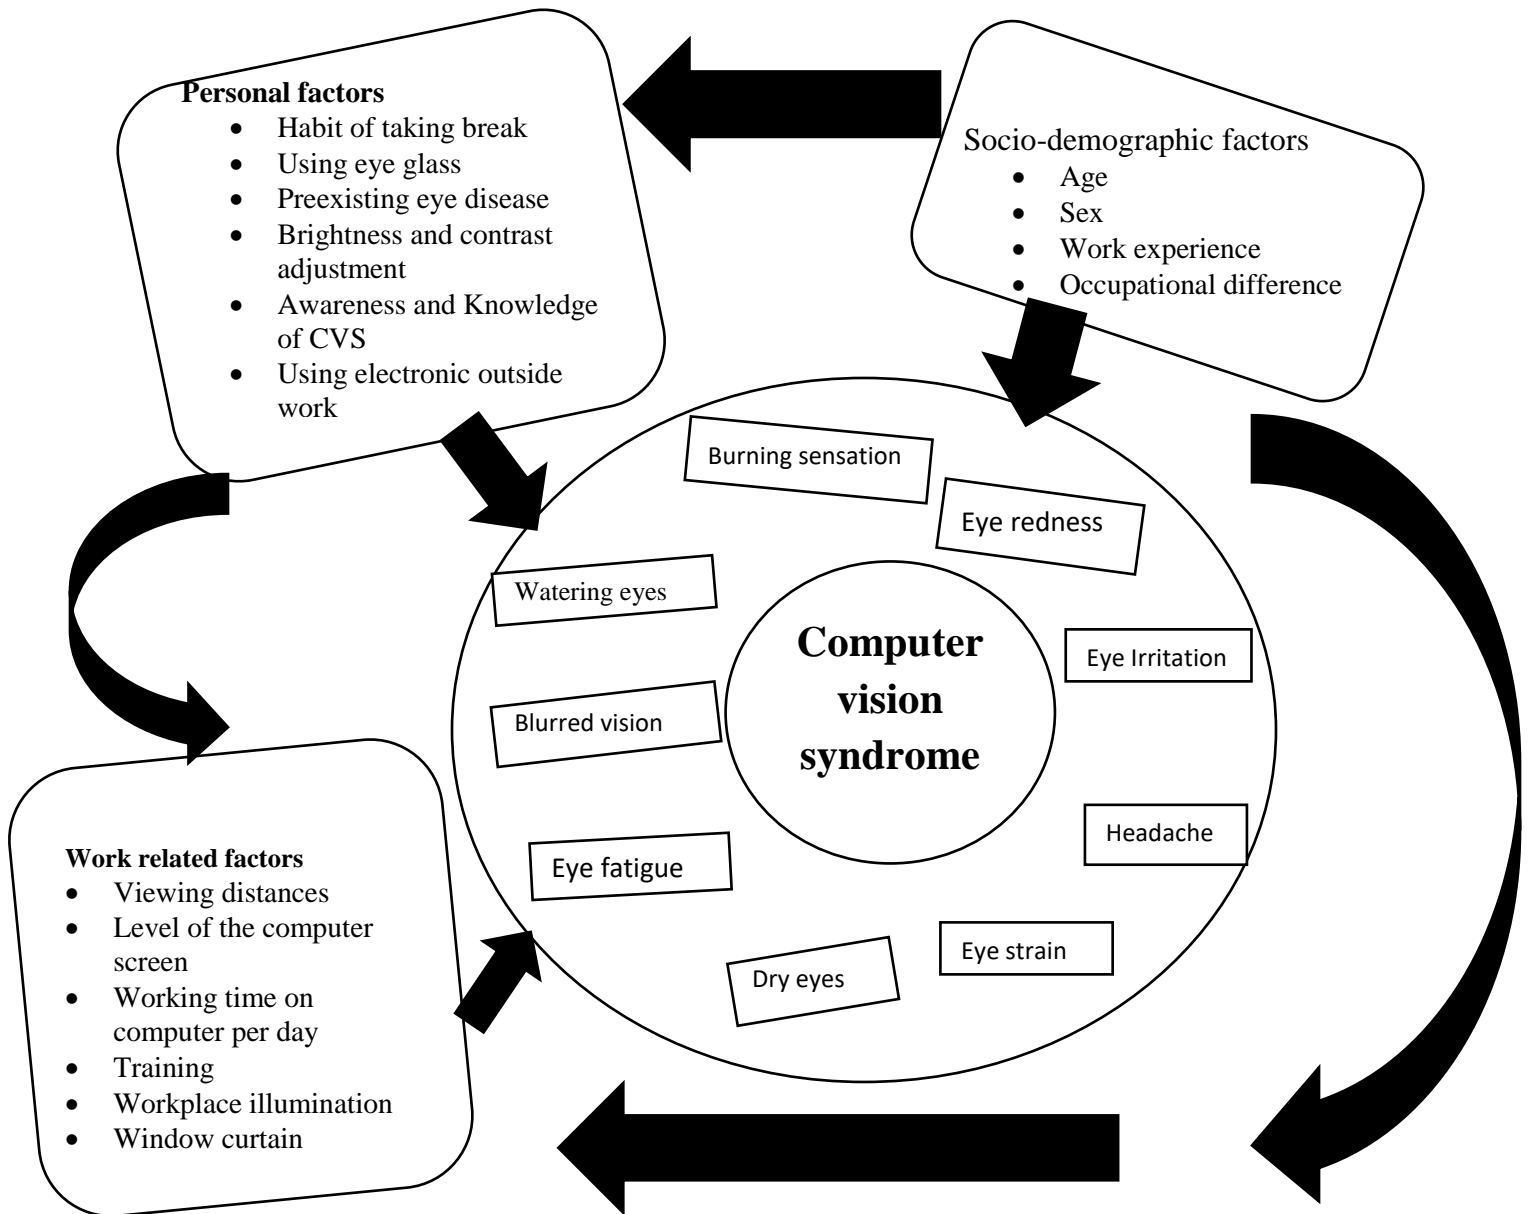 Personal factors
• Habit of taking break
• Using eye glass
• Preexisting eye disease
• Brightness and contrast
adjustment
• Awareness and Knowledge
of CVS
• Using electronic outside
work
Socio-demographic factors
• Age
• Sex
• Work experience
• Occupational difference
Burning sensation
Eye redness
Watering eyes
Eye Irritation
Blurred vision
Computer
vision
syndrome
Headache
Eye fatigue
Eye strain
Dry eyes
Work related factors
• Viewing distances
• Level of the computer
screen
• Working time on
computer per day
• Training
• Workplace illumination
• Window curtain